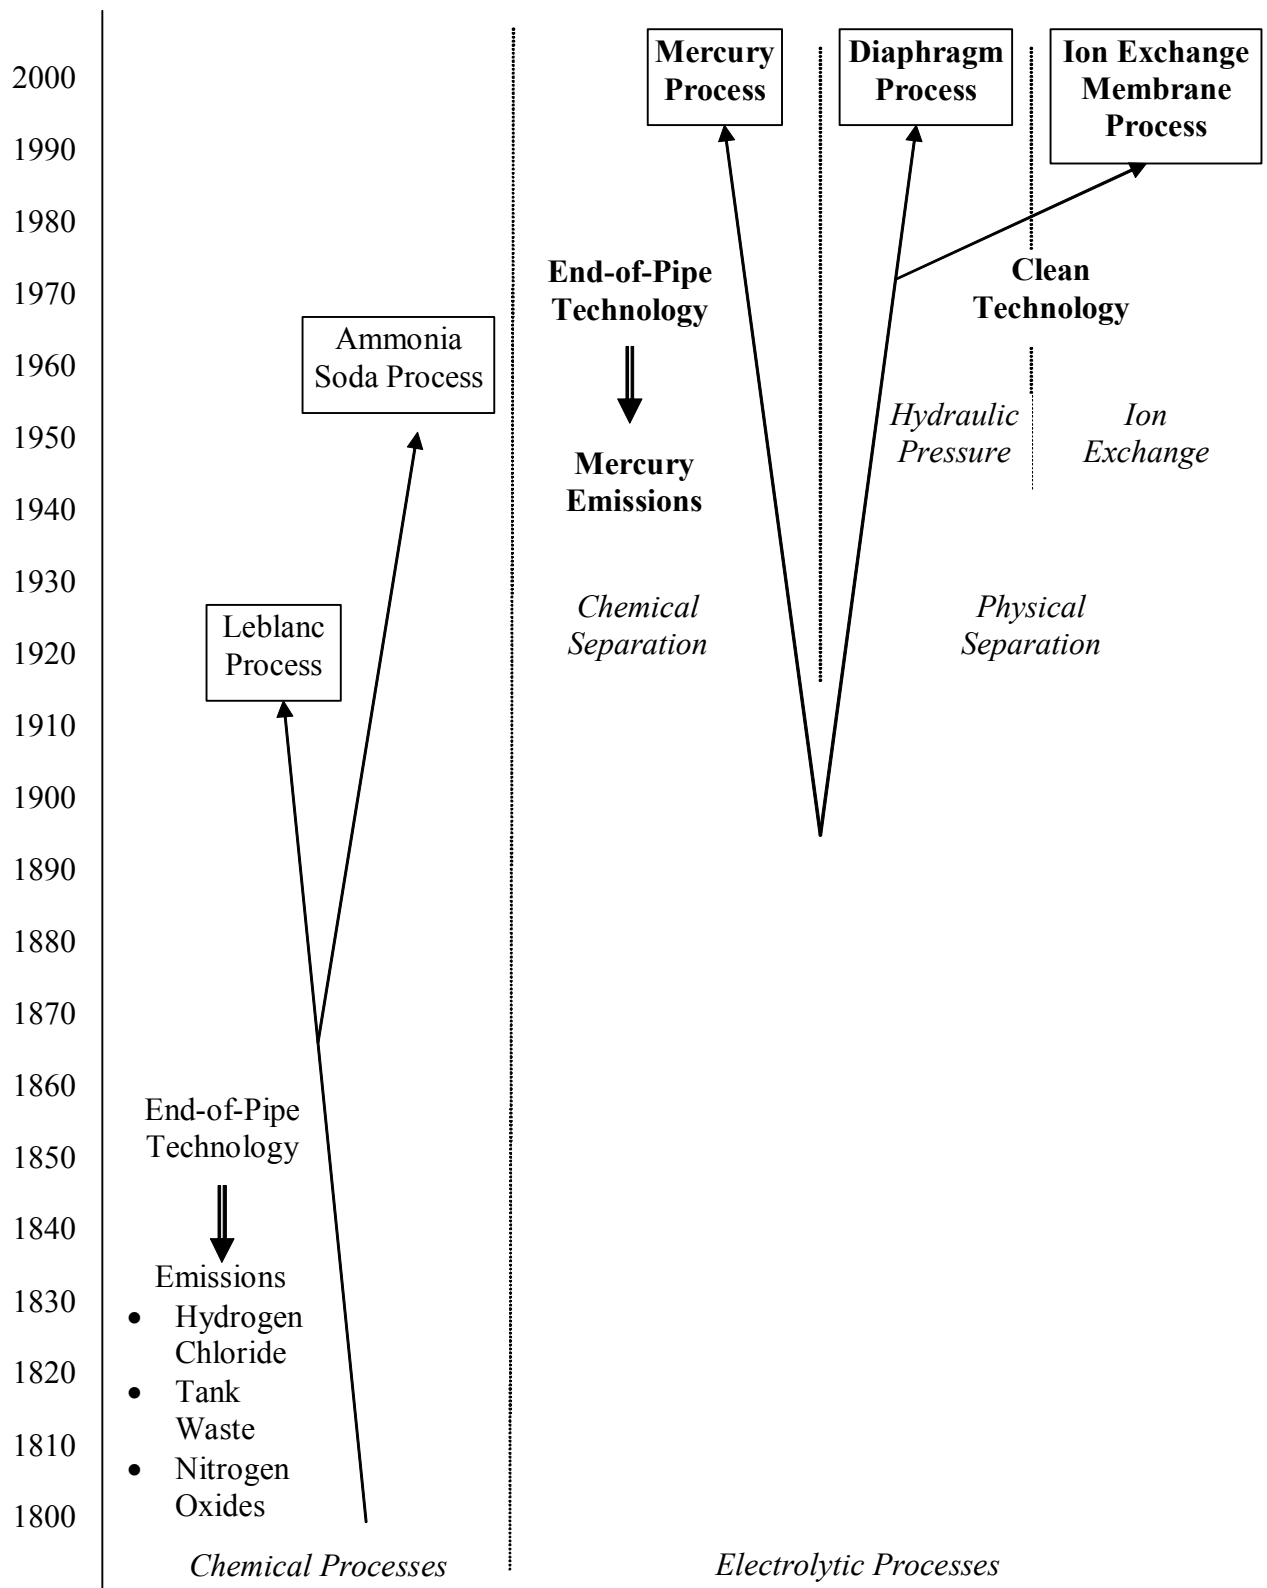 2000
1990
1980
1970
1960
1950
1940
1930
1920
1910
1900
1890
1880
1870
1860
1850
1840
1830
1820
1810
1800
Mercury
Process
Diaphragm
Process
Ion Exchange
Membrane
Process
End-of-Pipe
Technology
Mercury
Emissions
Clean
Technology
Hydraulic
Pressure
Ion
Exchange
Chemical
Separation
Physical
Separation
Ammonia
Soda Process
Leblanc
Process
End-of-Pipe
Technology
Emissions
• Hydrogen
Chloride
• Tank
Waste
• Nitrogen
Oxides
Chemical Processes
Electrolytic Processes